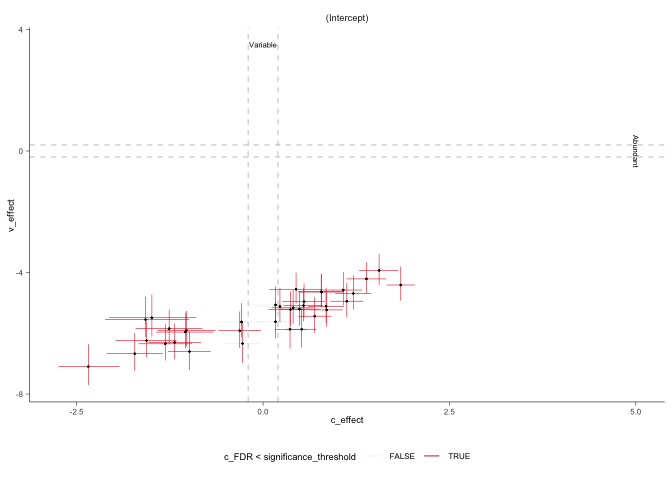 (Intercept)
4
Variable
Abundant
0
v_effect
-4
-8
-2.5
0.0
2.5
5.0
c_effect
c_FDR < significance_threshold
FALSE
TRUE